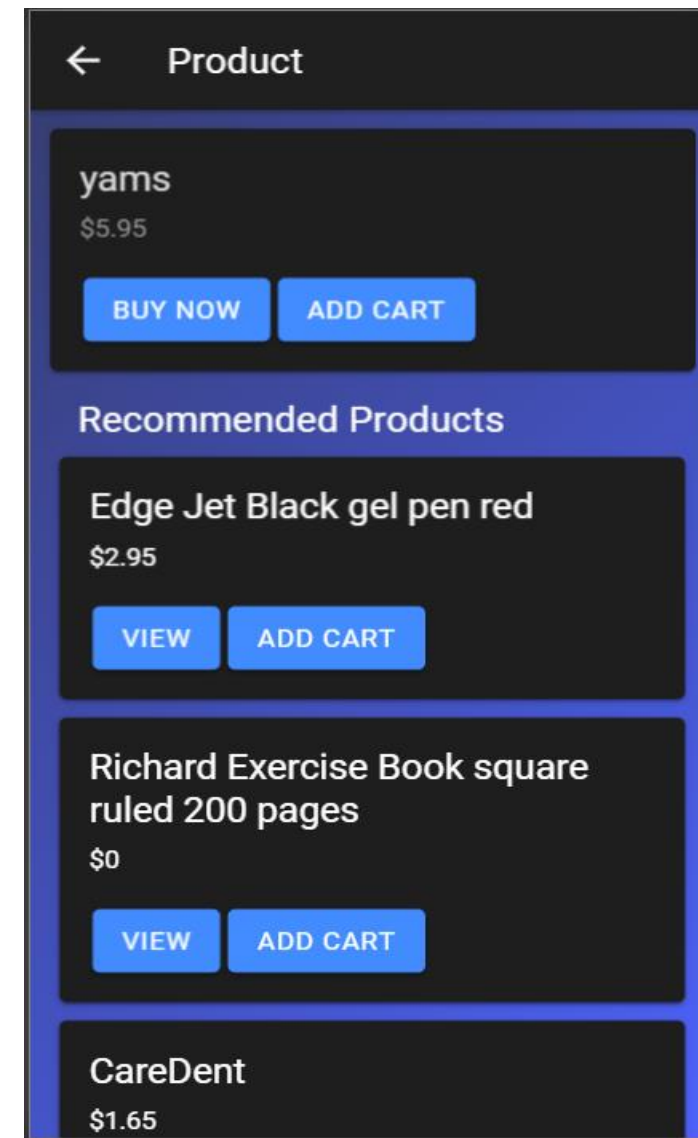 Product
yams
$5.95
BUY NOW ADD CART
Recommended Products
Edge Jet Black gel pen red
$2.95
VIEW ADD CART
Richard Exercise Book square
ruled 200 pages
$0
VIEW ADD CART
CareDent
$1.65